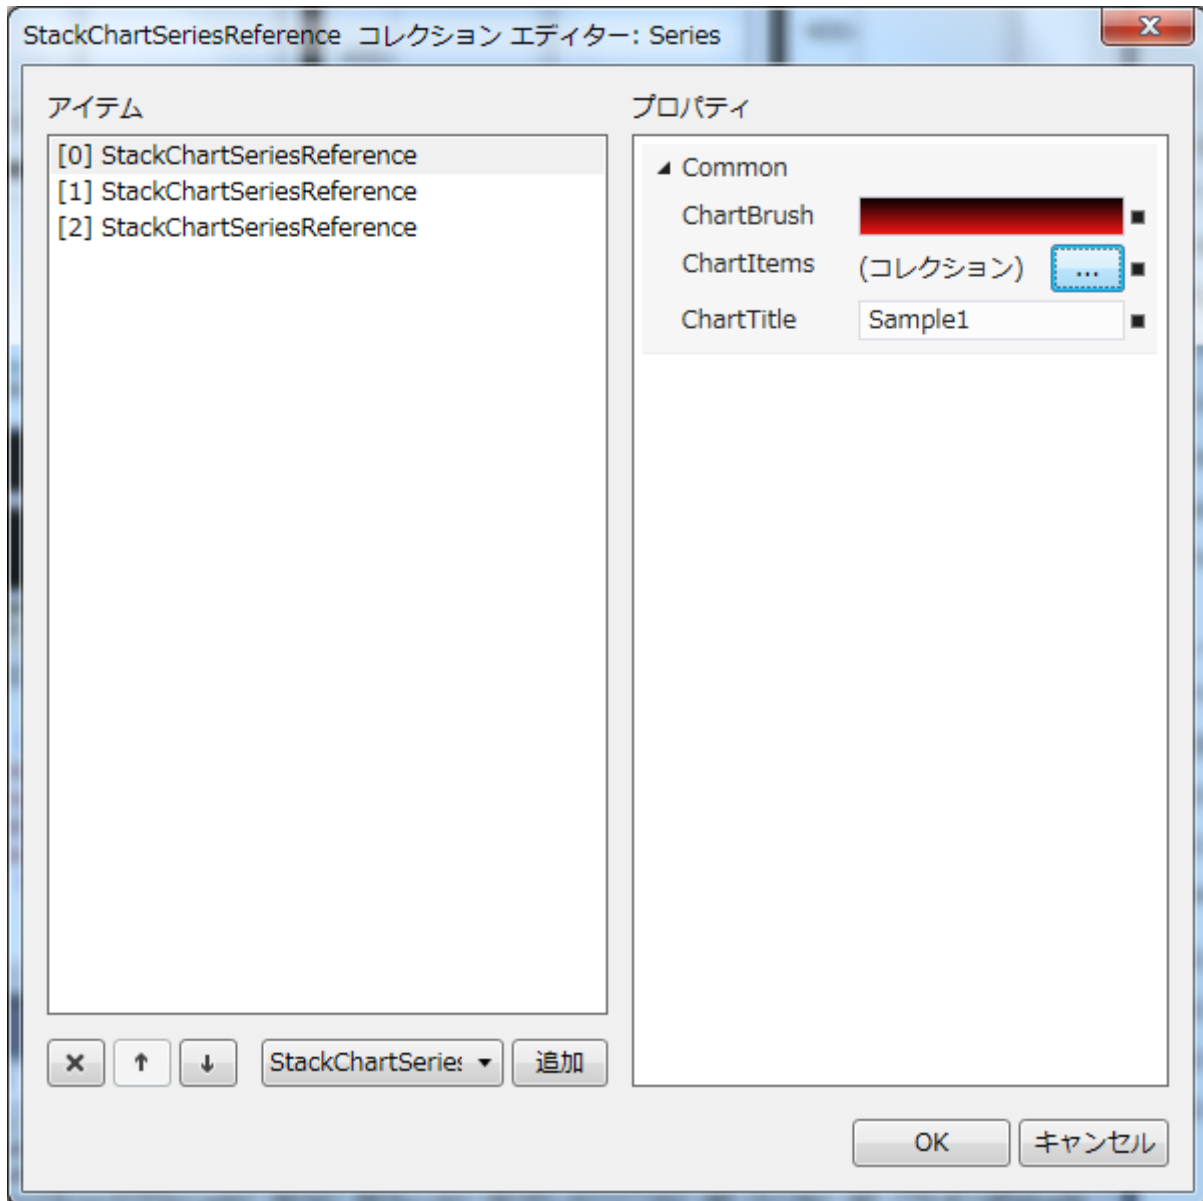 StackChartSeriesReference コレクション エディター: Series
アイテム
[0] StackChartSeriesReference
[1] StackChartSeriesReference
[2] StackChartSeriesReference
StackChartSeries
追加
プロパティ
Common
ChartBrush
ChartItems (コレクション) ...
ChartTitle Sample1
OK キャンセル